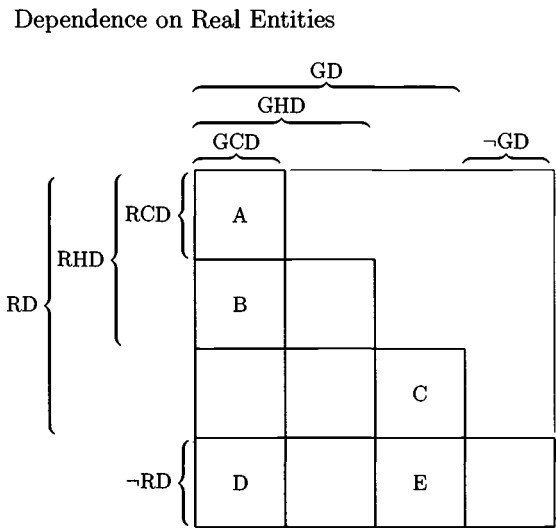 Dependence on Real Entities
GD
GHD
GCD
¬GD
RCD
A
RHD
B
RD
C
¬RD
D
E